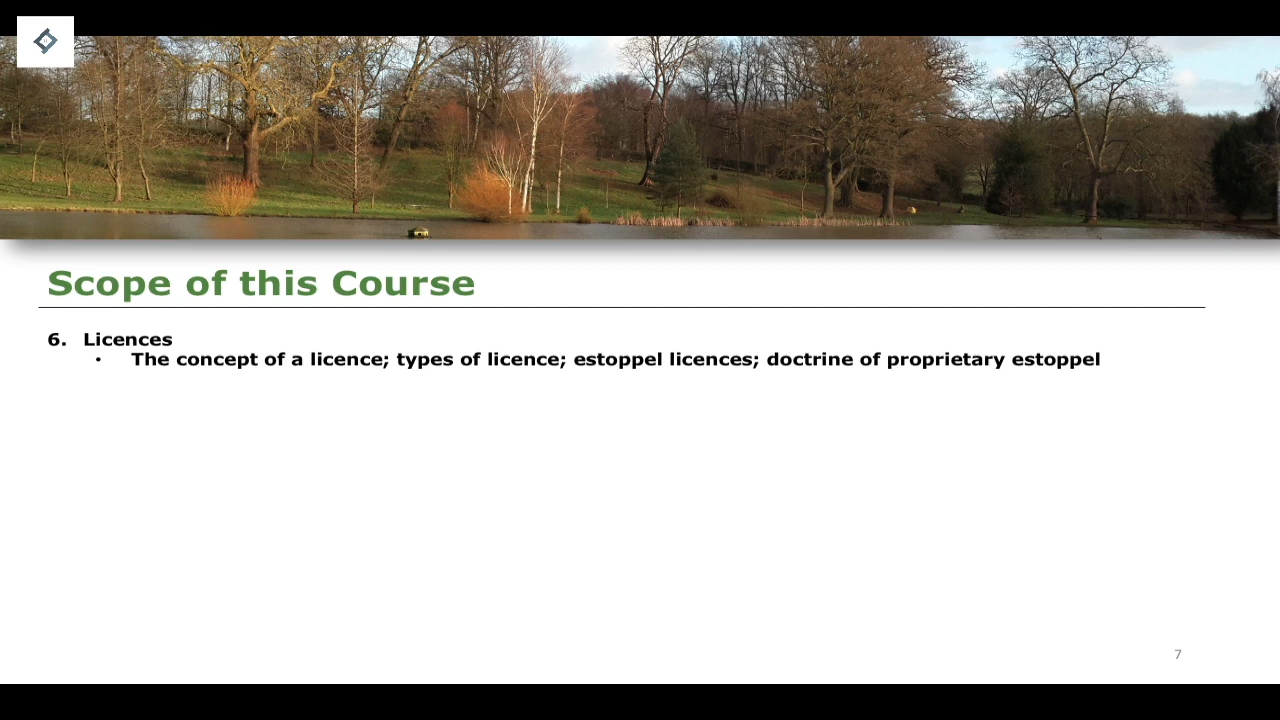 Scope of this Course
6. Licences
• The concept of a licence; types of licence; estoppel licences; doctrine of proprietary estoppel
7